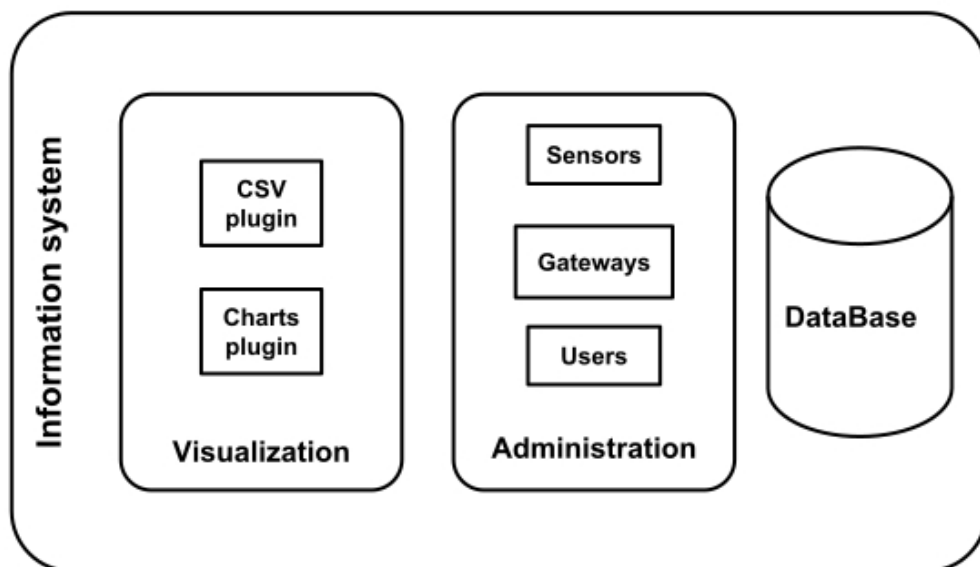 Information system
CSV
plugin
Charts
plugin
Visualization
Sensors
Gateways
Users
Administration
DataBase